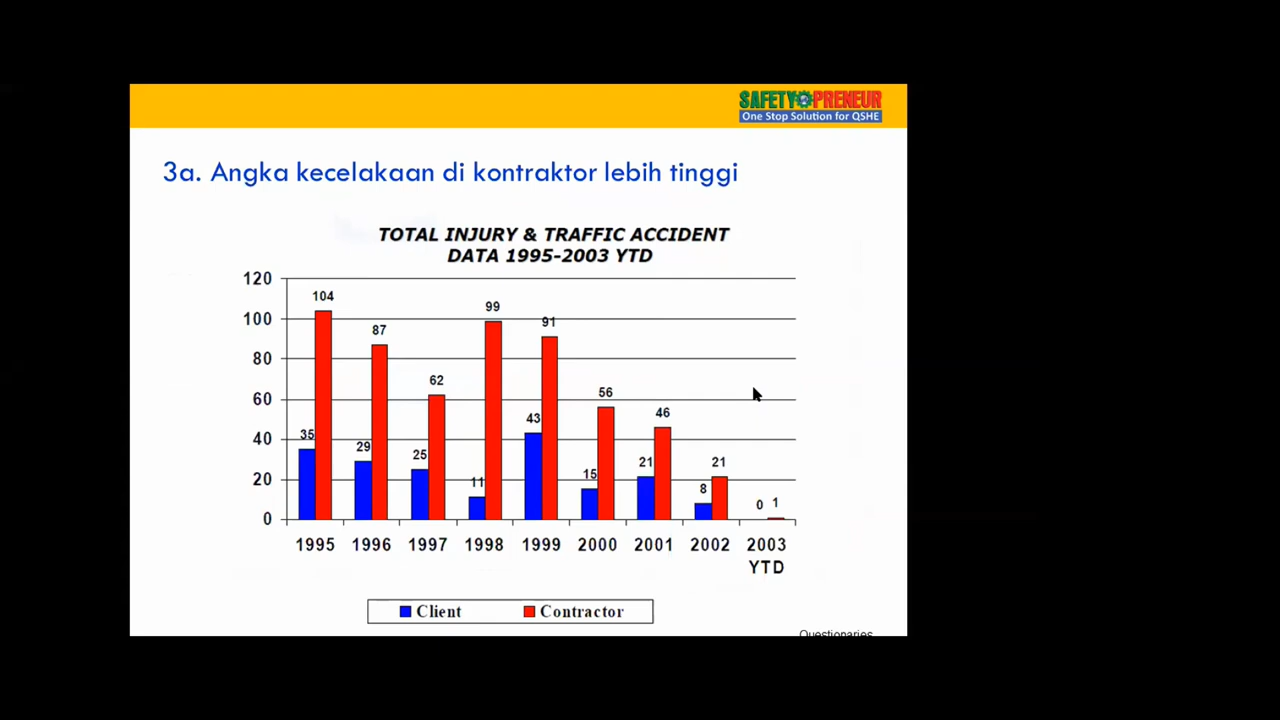 SAFETY PRENEUR
One Stop Solution for QSHE
3a. Angka kecelakaan di kontraktor lebih tinggi
TOTAL INJURY & TRAFFIC ACCIDENT
DATA 1995-2003 YTD
120
100
80
60
40
20
0
104
87
62
99
91
56
46
21
1
35
29
25
11
43
15
21
8
0
1995 1996 1997 1998 1999 2000 2001 2002 2003
YTD
Client Contractor
Questionaries